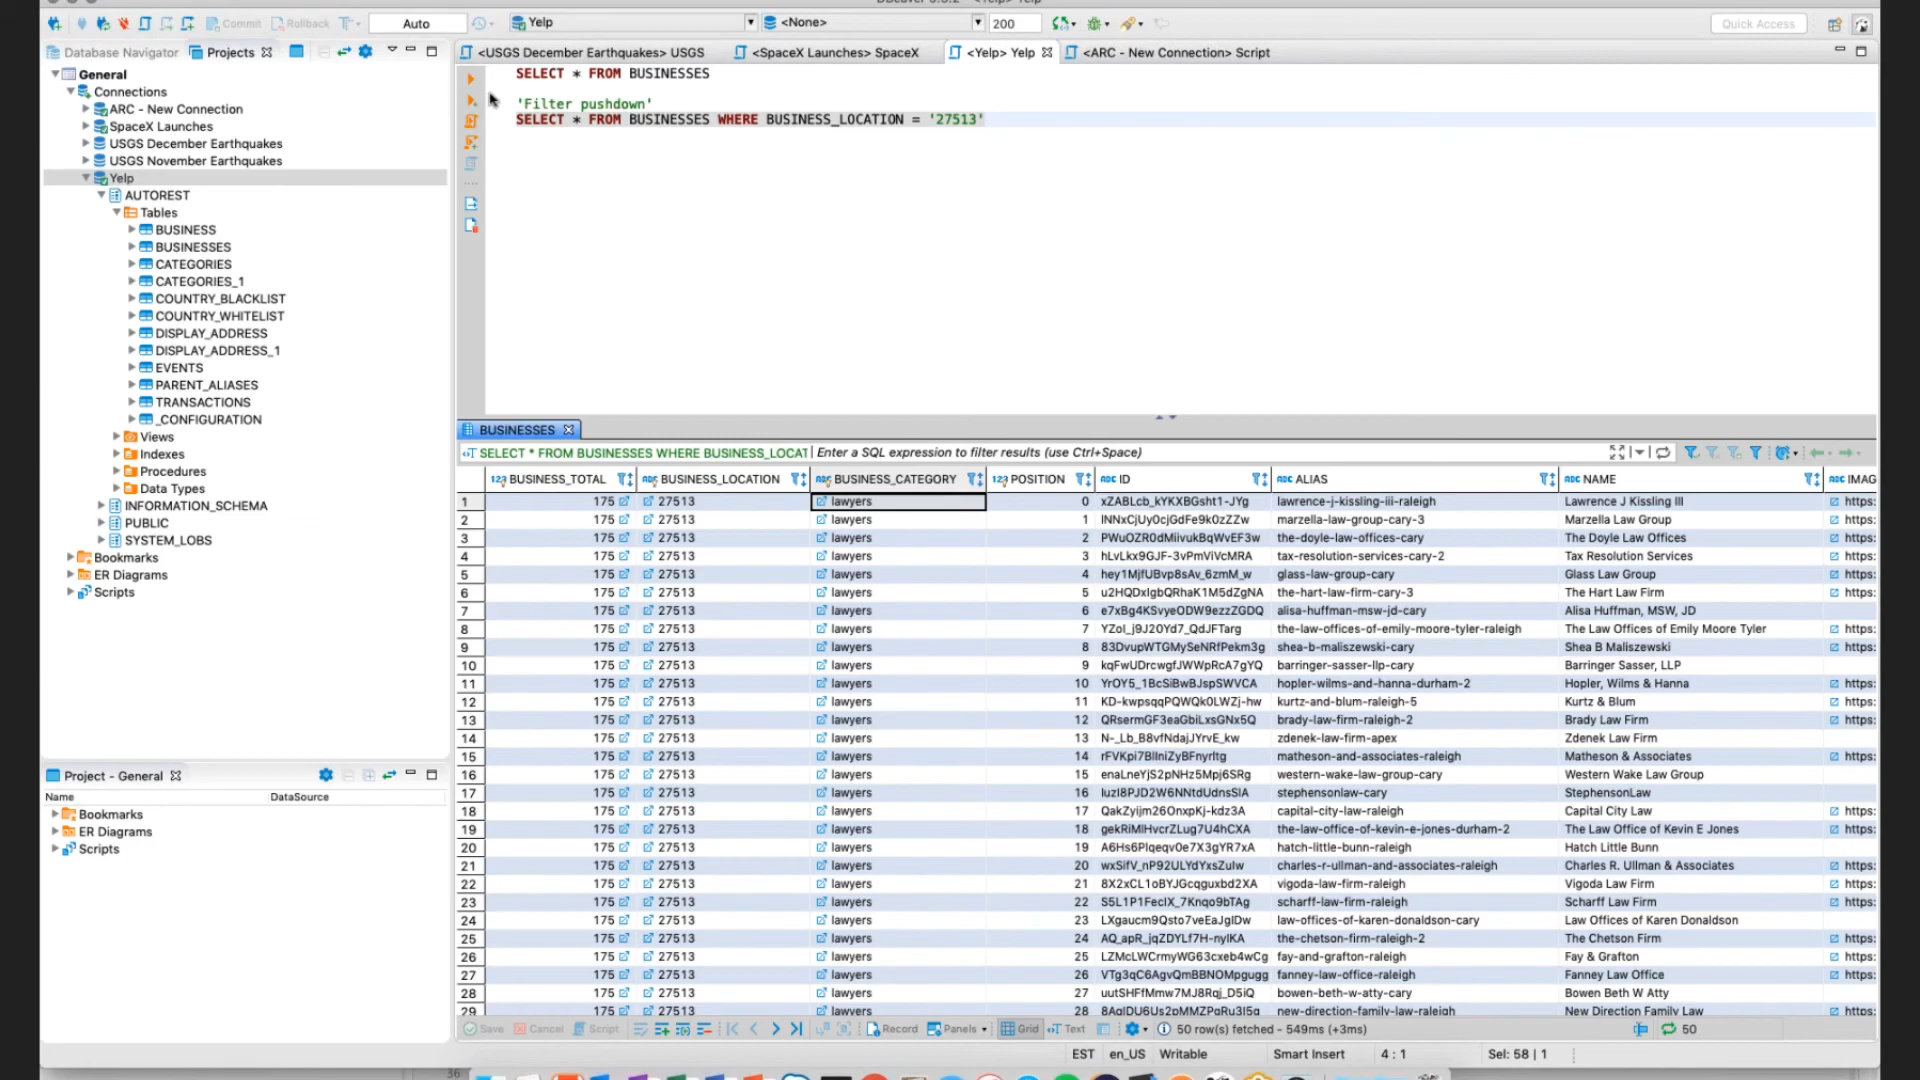 Commit
Rollback
Auto
Yelp
<None>
200
Quick Access
Database Navigator
Projects
<USGS December Earthquakes> USGS
<SpaceX Launches> SpaceX
<Yelp> Yelp
<ARC - New Connection> Script
General
Connections
ARC - New Connection
SpaceX Launches
USGS December Earthquakes
USGS November Earthquakes
Yelp
AUTOREST
Tables
BUSINESS
BUSINESSES
CATEGORIES
CATEGORIES_1
COUNTRY_BLACKLIST
COUNTRY_WHITELIST
DISPLAY_ADDRESS
DISPLAY_ADDRESS_1
EVENTS
PARENT_ALIASES
TRANSACTIONS
_CONFIGURATION
Views
Indexes
Procedures
Data Types
INFORMATION_SCHEMA
PUBLIC
SYSTEM_LOBS
Bookmarks
ER Diagrams
Scripts
Project - General
Name DataSource
Bookmarks
ER Diagrams
Scripts
SELECT * FROM BUSINESSES
'Filter pushdown'
SELECT * FROM BUSINESSES WHERE BUSINESS_LOCATION = '27513'
BUSINESSES
SELECT * FROM BUSINESSES WHERE BUSINESS_LOCAT Enter a SQL expression to filter results (use Ctrl+Space)
123 BUSINESS_TOTAL ABC BUSINESS_LOCATION ABC BUSINESS_CATEGORY 123 POSITION ABC ID ABC ALIAS ABC NAME ABC IMAG
1 175 27513 lawyers 0 xZABLcb_kYKXBGsht1-JYg lawrence-j-kissling-iii-raleigh Lawrence J Kissling III https:
2 175 27513 lawyers 1 marzella-law-group-cary-3 Marzella Law Group https:
3 175 27513 lawyers 2 the-doyle-law-offices-cary The Doyle Law Offices https:
4 175 27513 lawyers 3 hLvLkx9GJF-3vPmViVcMRA tax-resolution-services-cary-2 Tax Resolution Services https:
5 175 27513 lawyers 4 hey1MjfUBvp8sAv_6zmM_w glass-law-group-cary Glass Law Group https:
6 175 27513 lawyers 5 the-hart-law-firm-cary-3 The Hart Law Firm https:
7 175 27513 lawyers 6 e7xBg4KSvyeODW9ezzZGDQ alisa-huffman-msw-jd-cary Alisa Huffman, MSW, JD
8 175 27513 lawyers 7 the-law-offices-of-emily-moore-tyler-raleigh The Law Offices of Emily Moore Tyler https:
9 175 27513 lawyers 8 83DvupWTGMySeNRfPekm3g shea-b-maliszewski-cary Shea B Maliszewski https:
10 175 27513 lawyers 9 kqFwUDrcwgfJWWpRcA7gYQ barringer-sasser-llp-cary Barringer Sasser, LLP
11 175 27513 lawyers 10 YrOY5_1BcSiBwBJspSWVCA hopler-wilms-and-hanna-durham-2 Hopler, Wilms & Hanna https:
12 175 27513 lawyers 11 KD-kwpsqqPQWQk0LWZj-hw kurtz-and-blum-raleigh-5 Kurtz & Blum https:
13 175 27513 lawyers 12 QRsermGF3eaGbiLxsGNx5Q brady-law-firm-raleigh-2 Brady Law Firm https:
14 175 27513 lawyers 13 N-_Lb_B8vfNdajJYrvE_kw zdenek-law-firm-apex Zdenek Law Firm
15 175 27513 lawyers 14 matheson-and-associates-raleigh Matheson & Associates https:
16 175 27513 lawyers 15 enaLneYjS2pNHz5Mpj6SRg western-wake-law-group-cary Western Wake Law Group
17 175 27513 lawyers 16 stephensonlaw-cary StephensonLaw
18 175 27513 lawyers 17 QakZyijm26OnxpKj-kdz3A capital-city-law-raleigh Capital City Law https:
19 175 27513 lawyers 18 gekRiMlHvcrZLug7U4hCXA the-law-office-of-kevin-e-jones-durham-2 The Law Office of Kevin E Jones https:
20 175 27513 lawyers 19 hatch-little-bunn-raleigh Hatch Little Bunn
21 175 27513 lawyers 20 charles-r-ullman-and-associates-raleigh Charles R. Ullman & Associates https:
22 175 27513 lawyers 21 8X2xCL1oBYJGcqguxbd2XA vigoda-law-firm-raleigh Vigoda Law Firm https:
23 175 27513 lawyers 22 scharff-law-firm-raleigh Scharff Law Firm https:
24 175 27513 lawyers 23 law-offices-of-karen-donaldson-cary Law Offices of Karen Donaldson
25 175 27513 lawyers 24 the-chetson-firm-raleigh-2 The Chetson Firm https:
26 175 27513 lawyers 25 LZMcLWCrmyWG63cxeb4wCg fay-and-grafton-raleigh Fay & Grafton https:
27 175 27513 lawyers 26 VTg3qC6AgvQmBBNOMpgugg fanney-law-office-raleigh Fanney Law Office https:
28 175 27513 lawyers 27 uutSHFfMmw7MJ8Rqj_D5iQ bowen-beth-w-atty-cary Bowen Beth W Atty
29 175 27513 lawyers 28 new-direction-family-law-raleigh New Direction Family Law https:
Save Cancel Script Record Panels Grid Text 50 row(s) fetched - 549ms (+3ms) 50
EST en_US Writable Smart Insert 4 : 1 Sel: 58 | 1
36